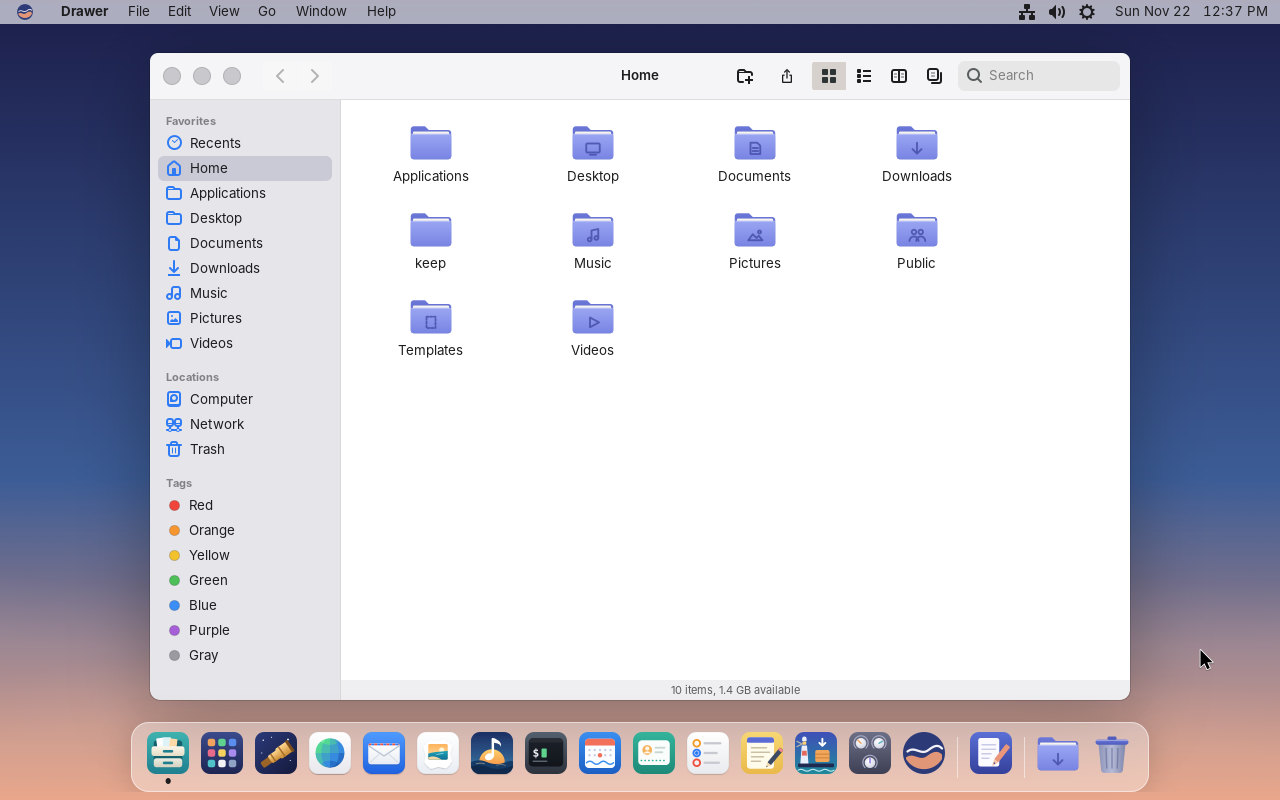 Drawer File Edit View Go Window Help Sun Nov 22 12:37 PM
Home
Search
Favorites
Recents
Home
Applications
Desktop
Documents
Downloads
Music
Pictures
Videos
Locations
Computer
Network
Trash
Tags
Red
Orange
Yellow
Green
Blue
Purple
Gray
Applications Desktop Documents Downloads
keep Music Pictures Public
Templates Videos
10 items, 1.4 GB available
$